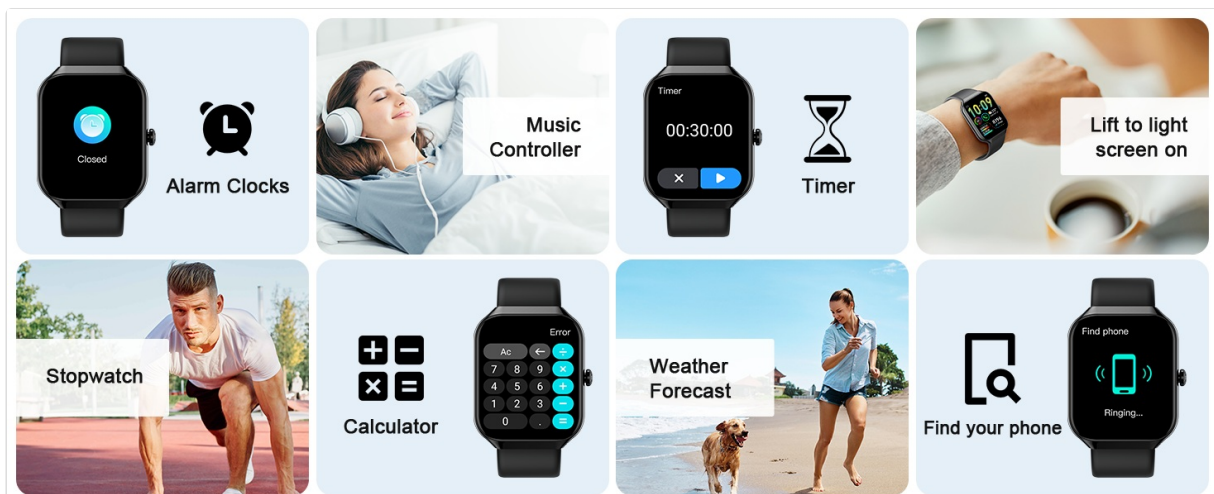 Closed
Alarm Clocks
Music
Controller
Timer
00:30:00
Timer
10:09
Lift to light
screen on
Stopwatch
Calculator
Error
Ac ← ÷
7 8 9 ×
4 5 6 +
1 2 3 −
0 . =
Weather
Forecast
Find your phone
Find phone
Ringing...